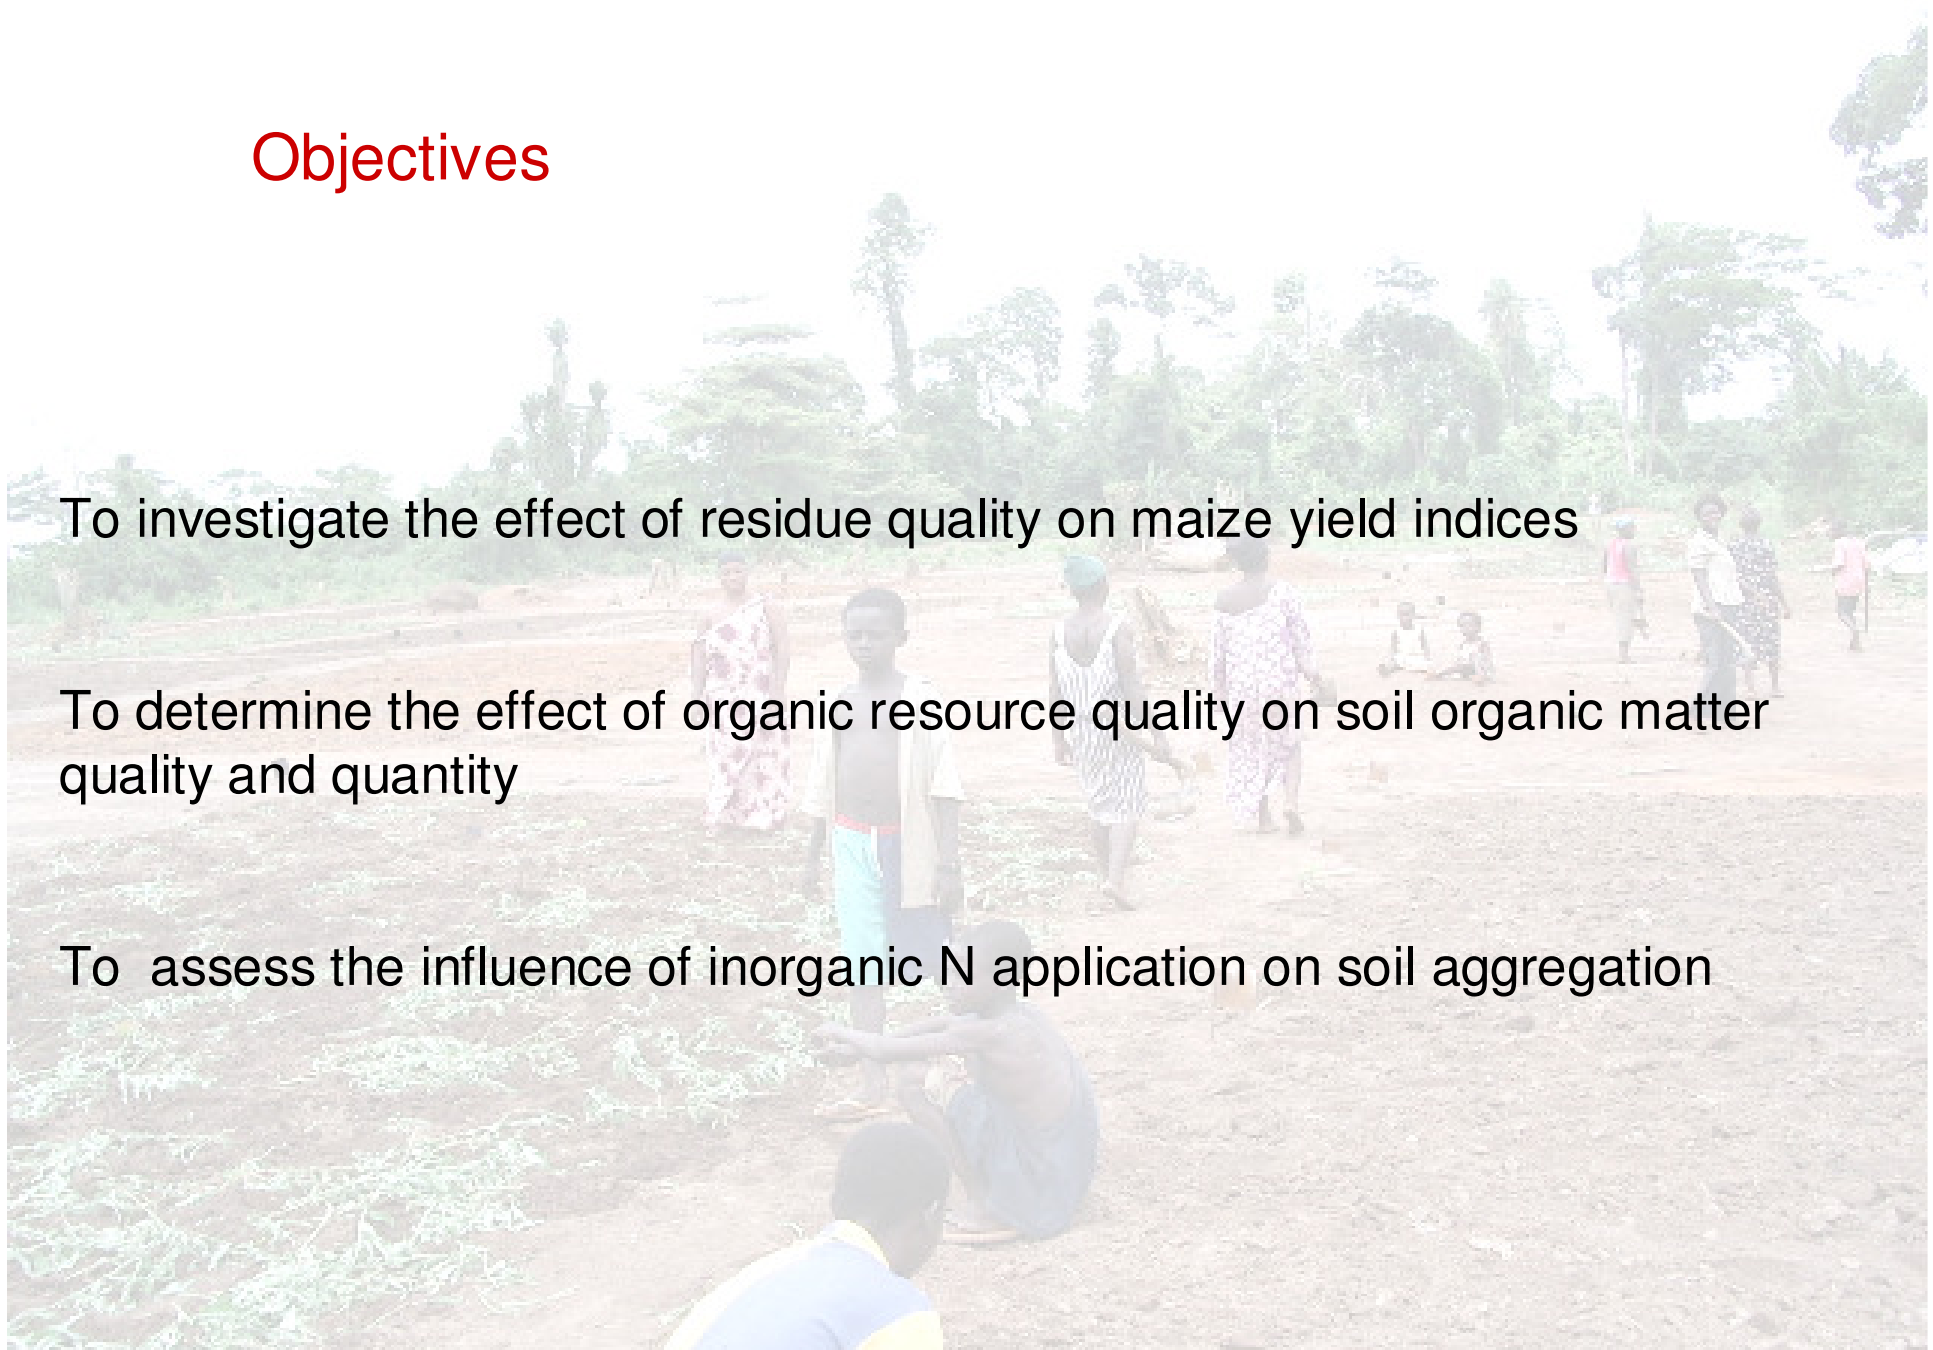 Objectives
To investigate the effect of residue quality on maize yield indices
To determine the effect of organic resource quality on soil organic matter
quality and quantity
To  assess the influence of inorganic N application on soil aggregation